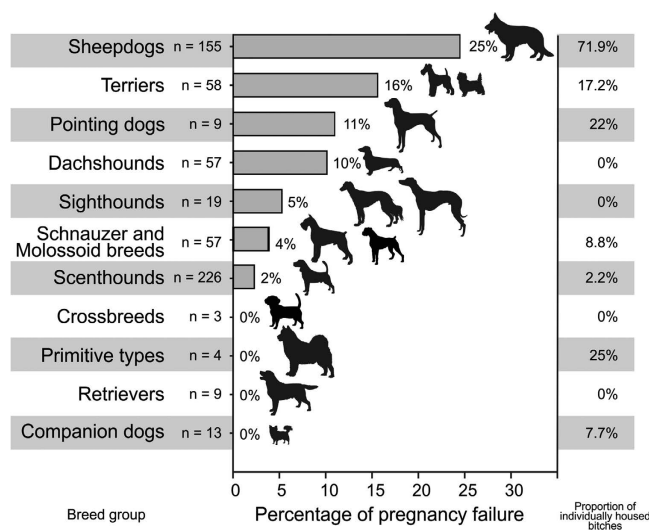 Sheepdogs n = 155 25% 71.9%
Terriers n = 58 16% 17.2%
Pointing dogs n = 9 11% 22%
Dachshounds n = 57 10% 0%
Sighthounds n = 19 5% 0%
Schnauzer and
Molossoid breeds n = 57 4% 8.8%
Scenthounds n = 226 2% 2.2%
Crossbreeds n = 3 0% 0%
Primitive types n = 4 0% 25%
Retrievers n = 9 0% 0%
Companion dogs n = 13 0% 7.7%
0 5 10 15 20 25 30
Breed group Percentage of pregnancy failure
Proportion of
individually housed
bitches